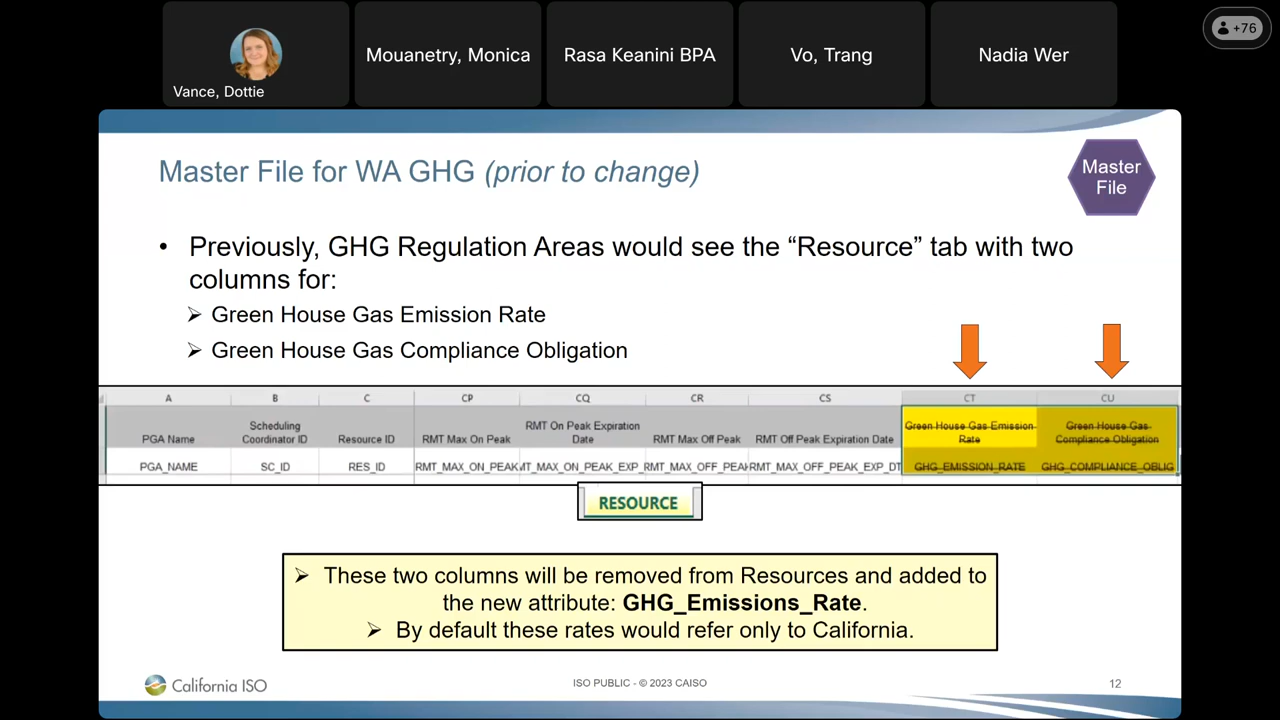 +76
Vance, Dottie
Mouanetry, Monica
Rasa Keanini BPA
Vo, Trang
Nadia Wer
Master File for WA GHG (prior to change)
Master
File
• Previously, GHG Regulation Areas would see the “Resource” tab with two
columns for:
➢ Green House Gas Emission Rate
➢ Green House Gas Compliance Obligation
A B C CP CQ CR CS CT CU
PGA Name
Scheduling
Coordinator ID
Resource ID
RMT Max On Peak
RMT On Peak Expiration
Date
RMT Max Off Peak
RMT Off Peak Expiration Date
Green House Gas Emission
Rate
Green House Gas
Compliance Obligation
PGA_NAME SC_ID RES_ID RMT_MAX_ON_PEAK MT_MAX_ON_PEAK_EXP_ RMT_MAX_OFF_PEAK RMT_MAX_OFF_PEAK_EXP_DT GHG_EMISSION_RATE GHG_COMPLIANCE_OBLIG
RESOURCE
➢ These two columns will be removed from Resources and added to
the new attribute: GHG_Emissions_Rate.
➢ By default these rates would refer only to California.
California ISO
ISO PUBLIC - © 2023 CAISO
12